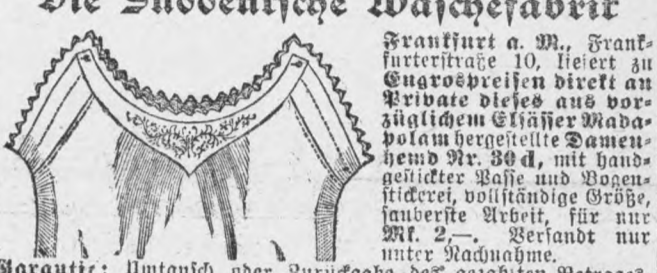 Die Süddeutsche Wäschefabrik
Frankfurt a. M., Frank-
furterstraße 10, liefert zu
Engrospreisen direkt an
Private dieses aus vor-
züglichem Elsässer Mada-
polam hergestellte Damen-
hemd Nr. 30 d, mit hand-
gestickter Passe und Bogen-
stickerei, vollständige Größe,
sauberste Arbeit, für nur
Mk. 2,—. Versandt nur
unter Nachnahme.
Garantie: Umtausch oder Zurückgabe des gezahlten Betrages